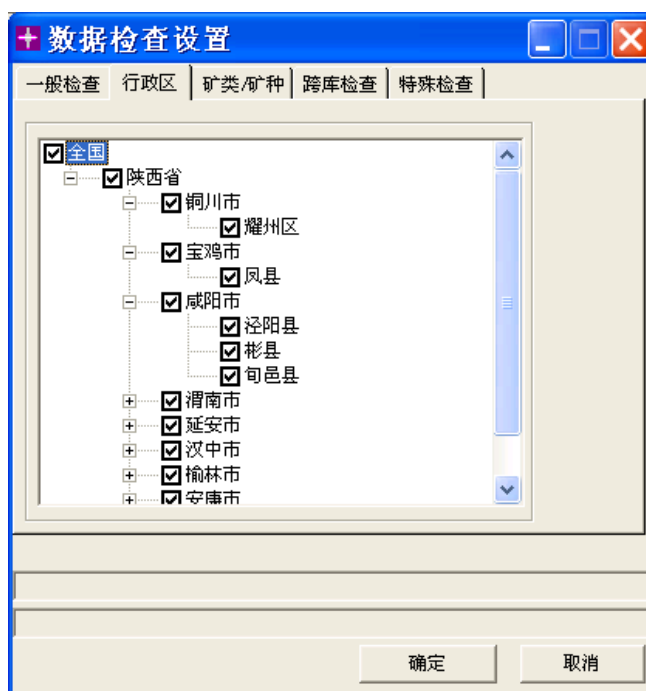 数据检查设置
一般检查 行政区 矿类/矿种 跨库检查 特殊检查
全国
陕西省
铜川市
耀州区
宝鸡市
凤县
咸阳市
泾阳县
彬县
旬邑县
渭南市
延安市
汉中市
榆林市
安康市
确定 取消